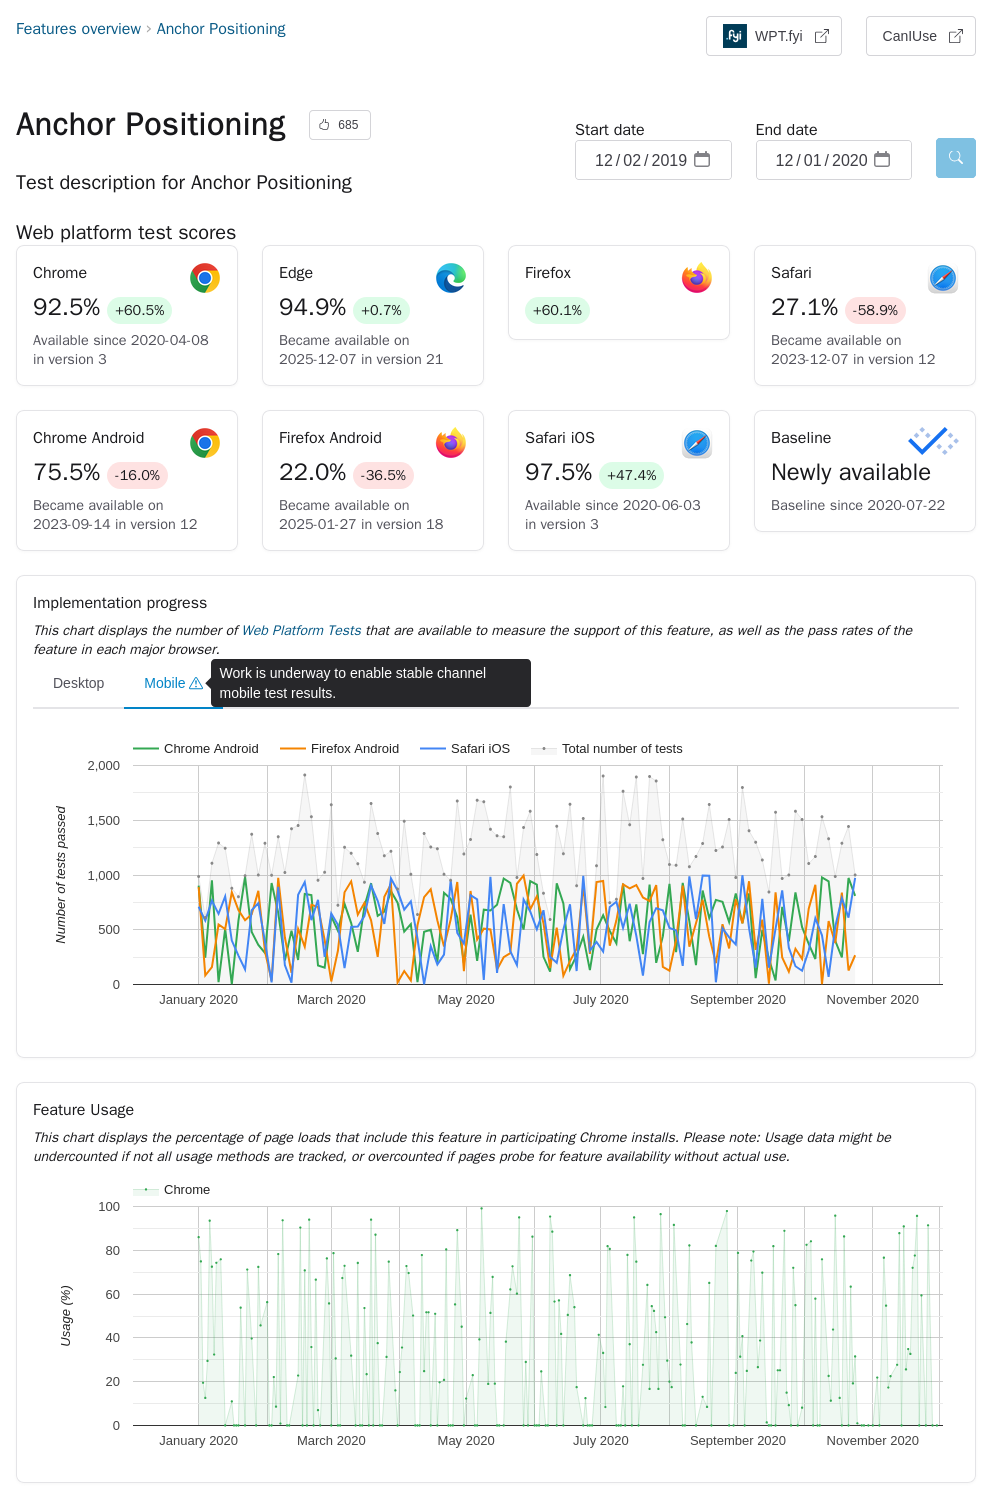 Features overview › Anchor Positioning
.fyi WPT.fyi
CanIUse
Anchor Positioning
685
Start date
12/02/2019
End date
12/01/2020
Test description for Anchor Positioning
Web platform test scores
Chrome
92.5% +60.5%
Available since 2020-04-08
in version 3
Edge
94.9% +0.7%
Became available on
2025-12-07 in version 21
Firefox
+60.1%
Safari
27.1% -58.9%
Became available on
2023-12-07 in version 12
Chrome Android
75.5% -16.0%
Became available on
2023-09-14 in version 12
Firefox Android
22.0% -36.5%
Became available on
2025-01-27 in version 18
Safari iOS
97.5% +47.4%
Available since 2020-06-03
in version 3
Baseline
Newly available
Baseline since 2020-07-22
Implementation progress
This chart displays the number of Web Platform Tests that are available to measure the support of this feature, as well as the pass rates of the
feature in each major browser.
Desktop
Mobile
Work is underway to enable stable channel
mobile test results.
Chrome Android
Firefox Android
Safari iOS
Total number of tests
Number of tests passed
2,000
1,500
1,000
500
0
January 2020
March 2020
May 2020
July 2020
September 2020
November 2020
Feature Usage
This chart displays the percentage of page loads that include this feature in participating Chrome installs. Please note: Usage data might be
undercounted if not all usage methods are tracked, or overcounted if pages probe for feature availability without actual use.
Chrome
Usage (%)
100
80
60
40
20
0
January 2020
March 2020
May 2020
July 2020
September 2020
November 2020